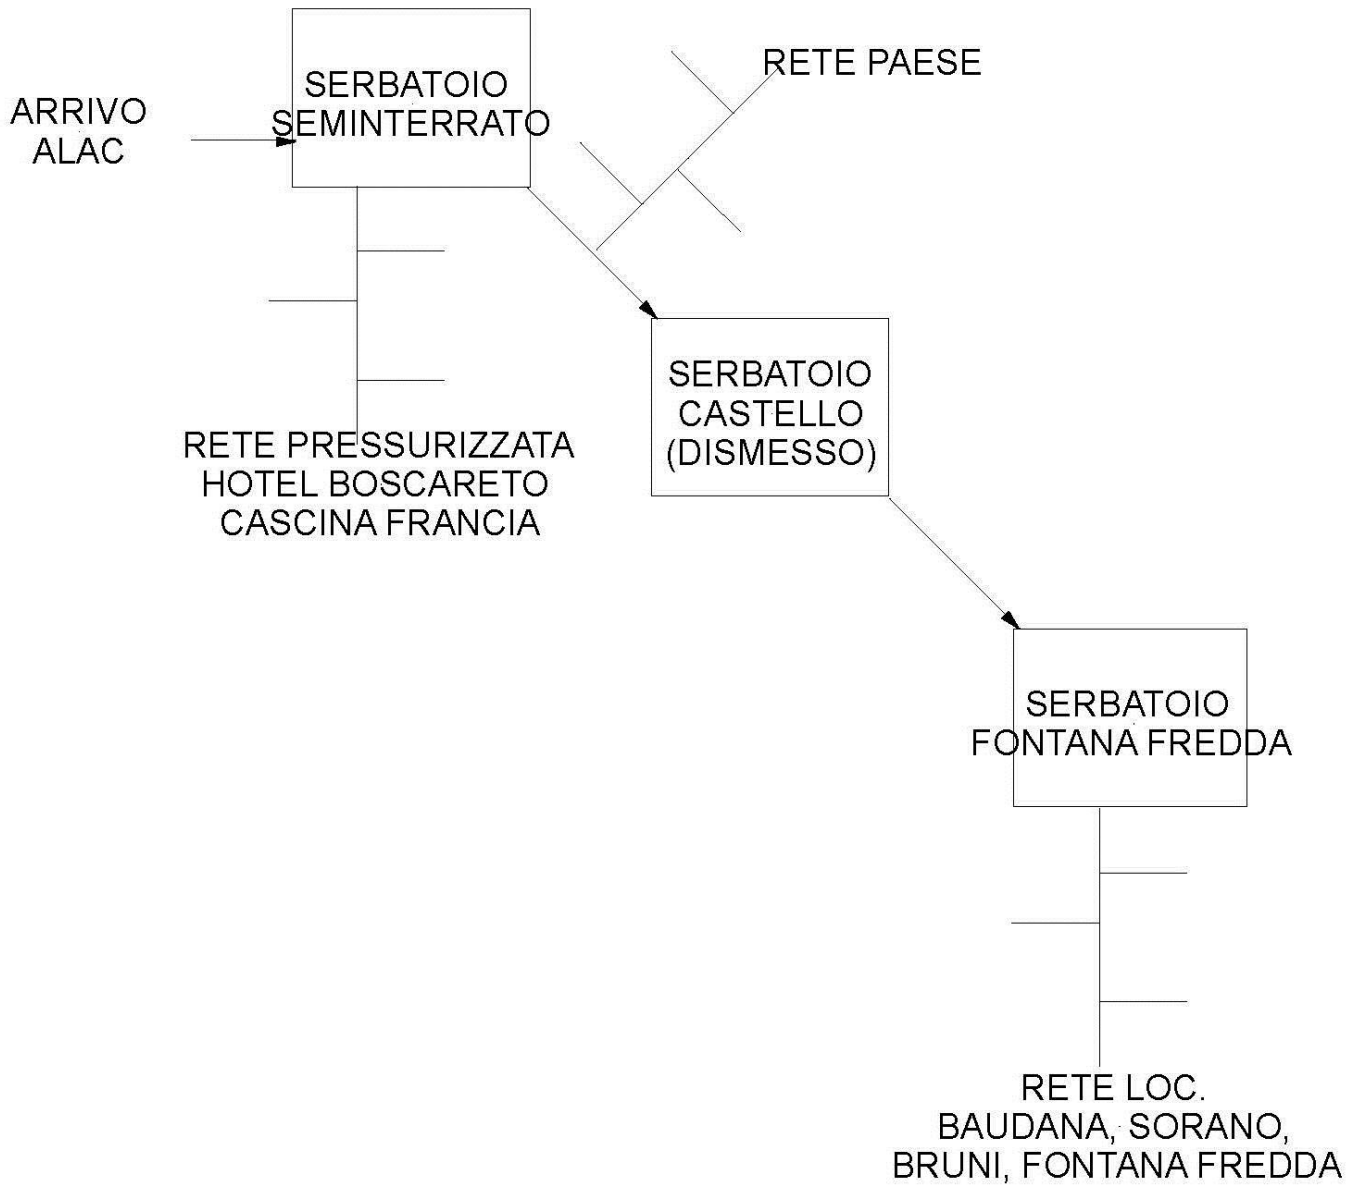 ARRIVO
ALAC
SERBATOIO
SEMINTERRATO
RETE PAESE
RETE PRESSURIZZATA
HOTEL BOSCARETO
CASCINA FRANCIA
SERBATOIO
CASTELLO
(DISMESSO)
SERBATOIO
FONTANA FREDDA
RETE LOC.
BAUDANA, SORANO,
BRUNI, FONTANA FREDDA